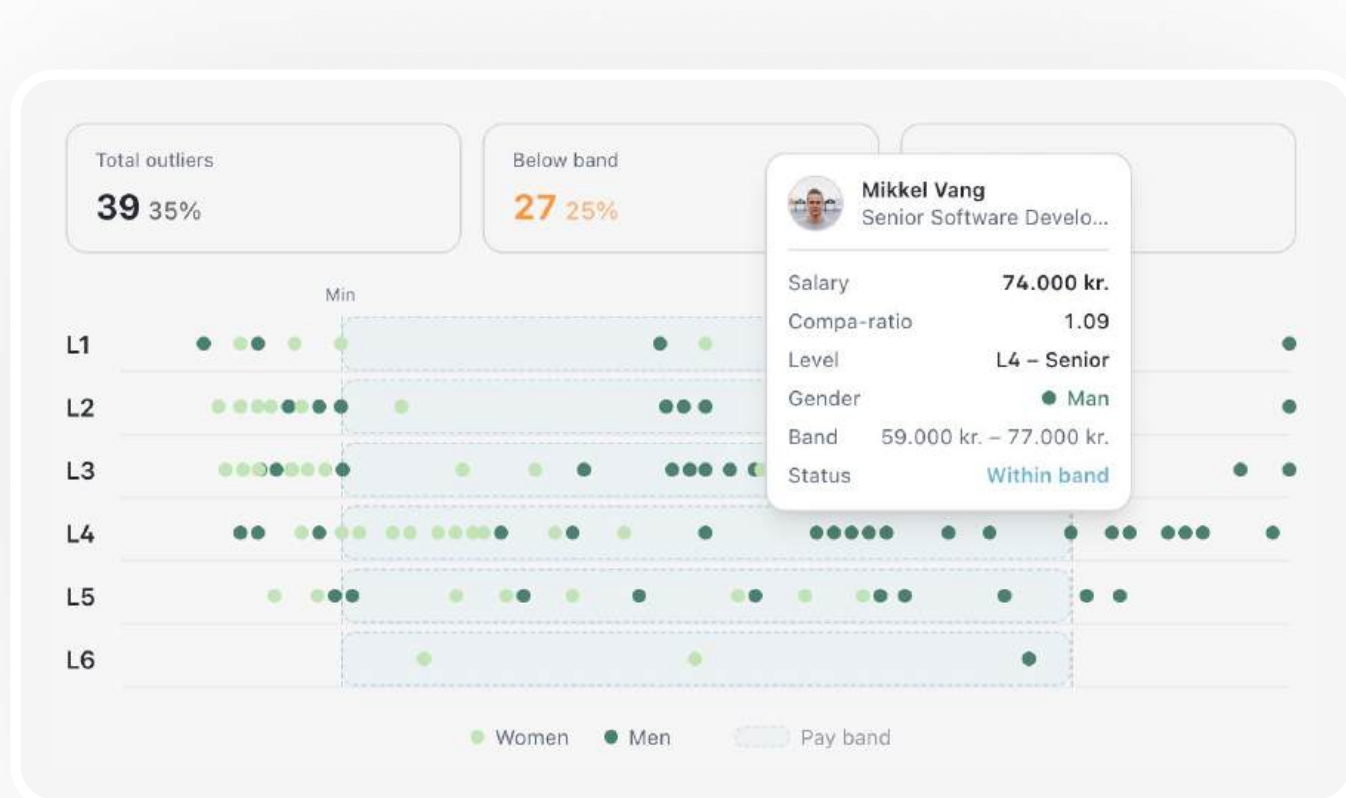 Total outliers
39 35%
Below band
27 25%
Mikkel Vang
Senior Software Develo...
Salary 74.000 kr.
Compa-ratio 1.09
Level L4 – Senior
Gender Man
Band 59.000 kr. – 77.000 kr.
Status Within band
Min
L1
L2
L3
L4
L5
L6
Women Men Pay band